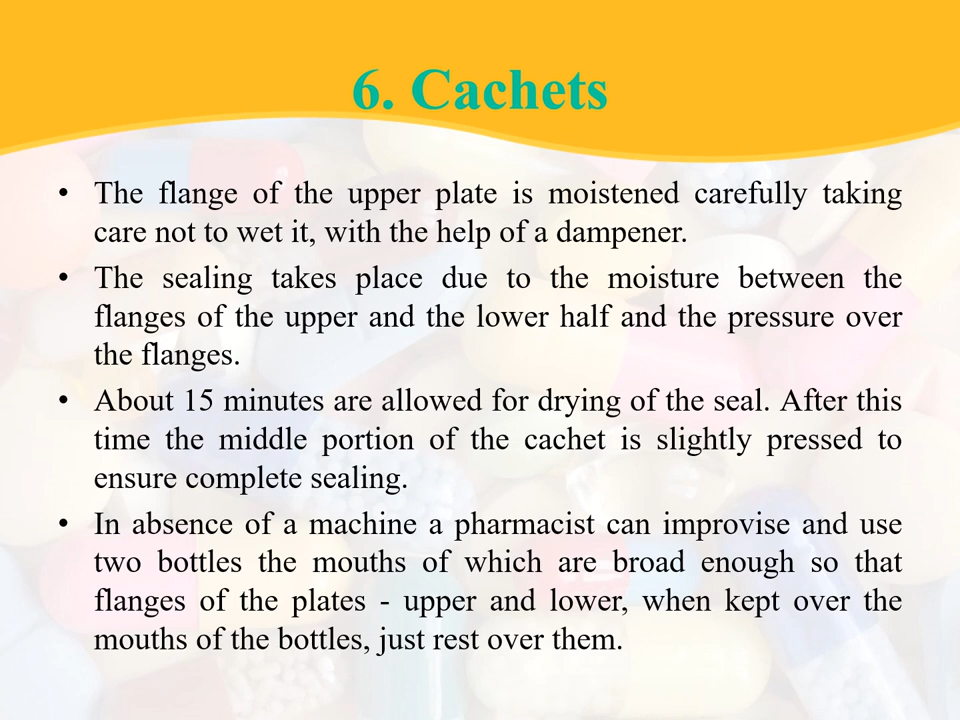 6. Cachets
• The flange of the upper plate is moistened carefully taking
care not to wet it, with the help of a dampener.
• The sealing takes place due to the moisture between the
flanges of the upper and the lower half and the pressure over
the flanges.
• About 15 minutes are allowed for drying of the seal. After this
time the middle portion of the cachet is slightly pressed to
ensure complete sealing.
• In absence of a machine a pharmacist can improvise and use
two bottles the mouths of which are broad enough so that
flanges of the plates - upper and lower, when kept over the
mouths of the bottles, just rest over them.